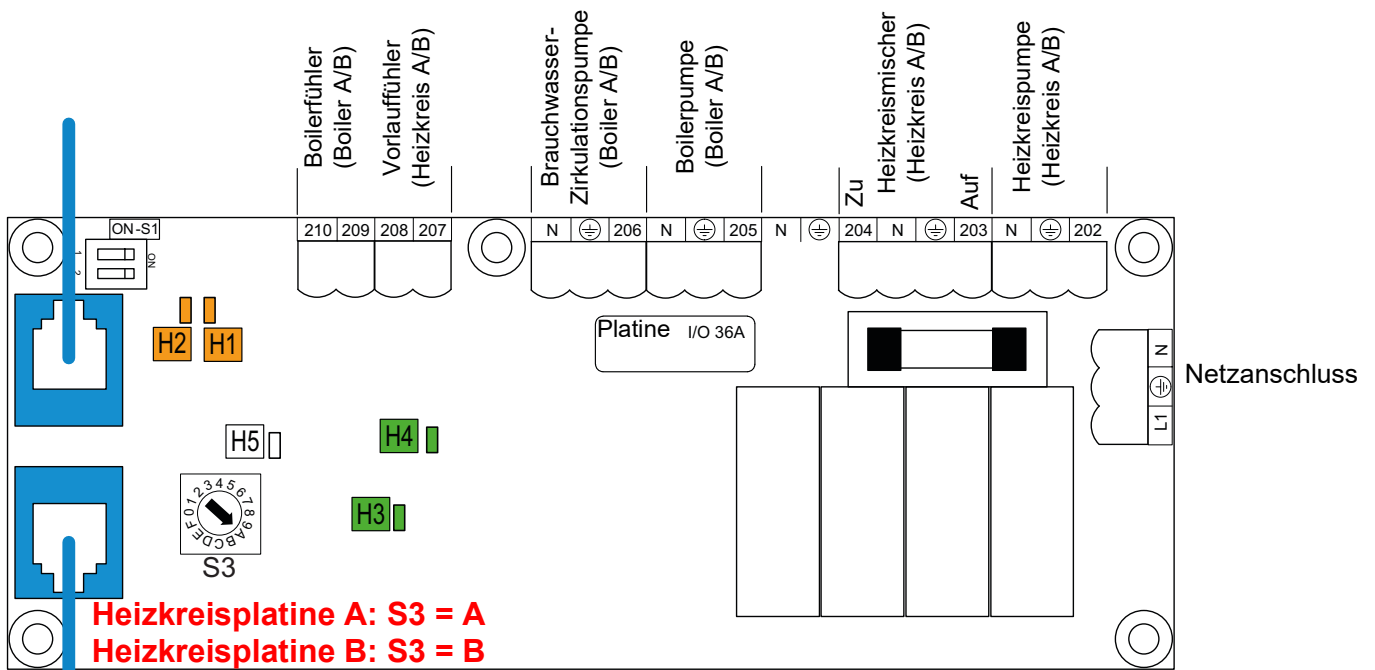 Boilerfühler
(Boiler A/B)
Vorlauffühler
(Heizkreis A/B)
Brauchwasser-
Zirkulationspumpe
(Boiler A/B)
Boilerpumpe
(Boiler A/B)
Zu
Heizkreismischer
(Heizkreis A/B)
Auf
Heizkreispumpe
(Heizkreis A/B)
ON-S1
1
2
ON
210 209 208 207
N 206 N 205 N 204 N 203 N 202
H2 H1
Platine I/O 36A
N
L1
Netzanschluss
H5
H4
H3
0123456789ABCDEF
S3
Heizkreisplatine A: S3 = A
Heizkreisplatine B: S3 = B